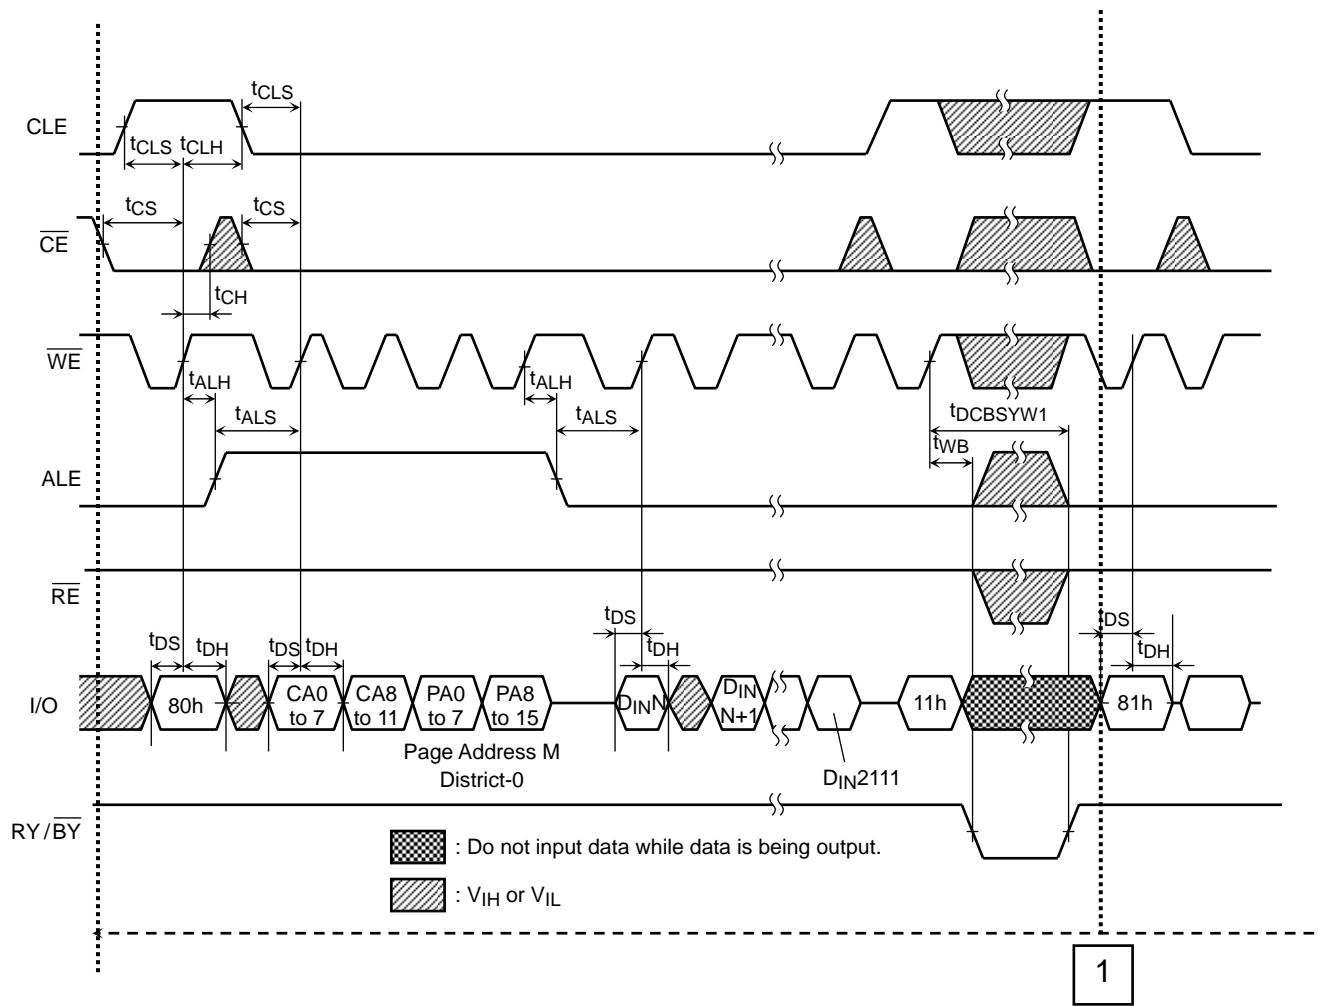 tCLS
CLE
tCLS
tCLH
tCS
tCS
CE
tCH
WE
tALH
tALH
tALS
tALS
tDCBSYW1
tWB
ALE
RE
tDS
tDH
tDS
tDH
tDS
tDH
DS
tDH
I/O
80h
CA0
to 7
CA8
to 11
PA0
to 7
PA8
to 15
DINN
DIN
N+1
11h
81h
Page Address M
District-0
DIN2111
RY/BY
: Do not input data while data is being output.
: VIH or VIL
1